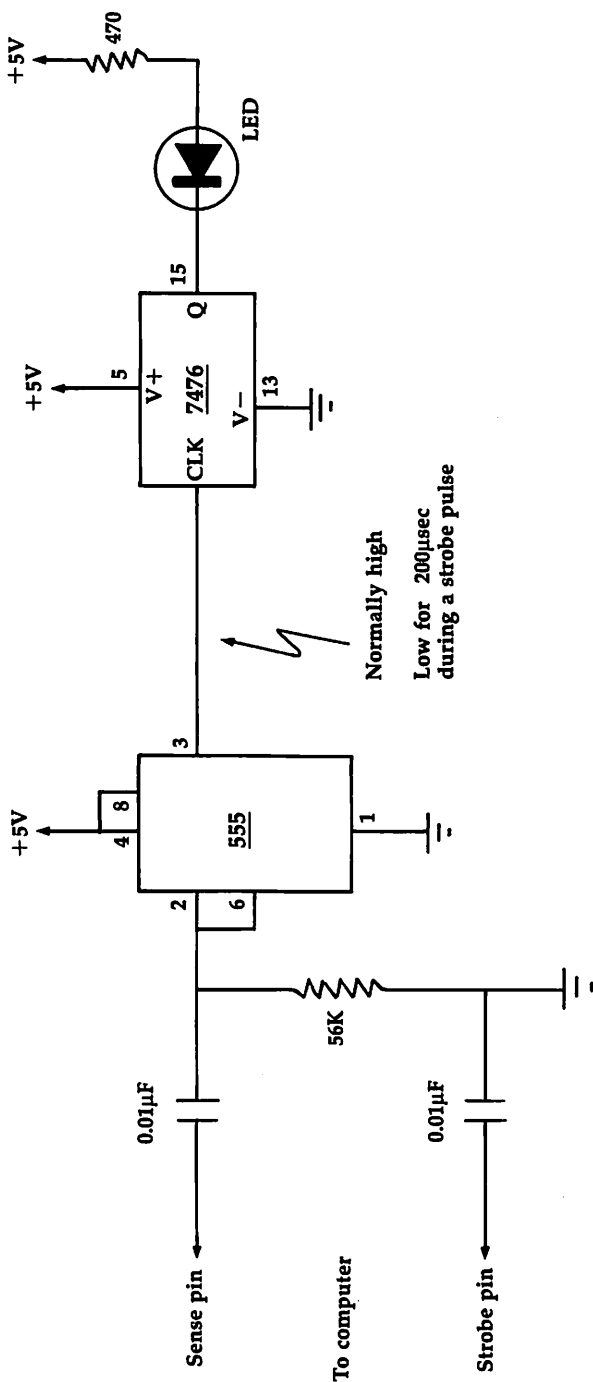 +5V
+5V
+5V
470
LED
15
5
V+
Q
7476
CLK
V−
13
3
8
4
555
2
6
1
Normally high
Low for 200μsec
during a strobe pulse
0.01μF
56K
0.01μF
Sense pin
To computer
Strobe pin